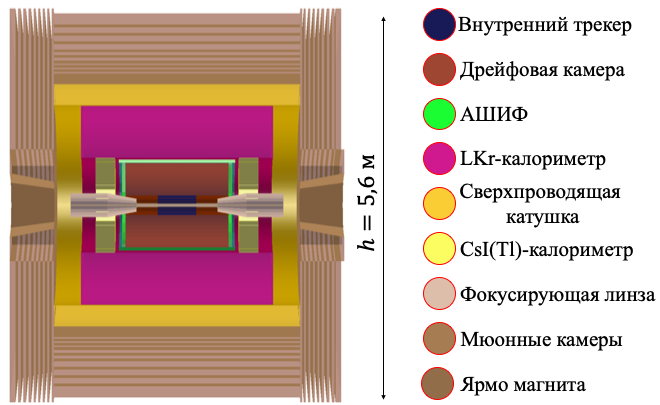 Внутренний трекер
Дрейфовая камера
АШИФ
LKr-калориметр
Сверхпроводящая
катушка
CsI(Tl)-калориметр
Фокусирующая линза
Мюонные камеры
Ярмо магнита
h = 5,6 м